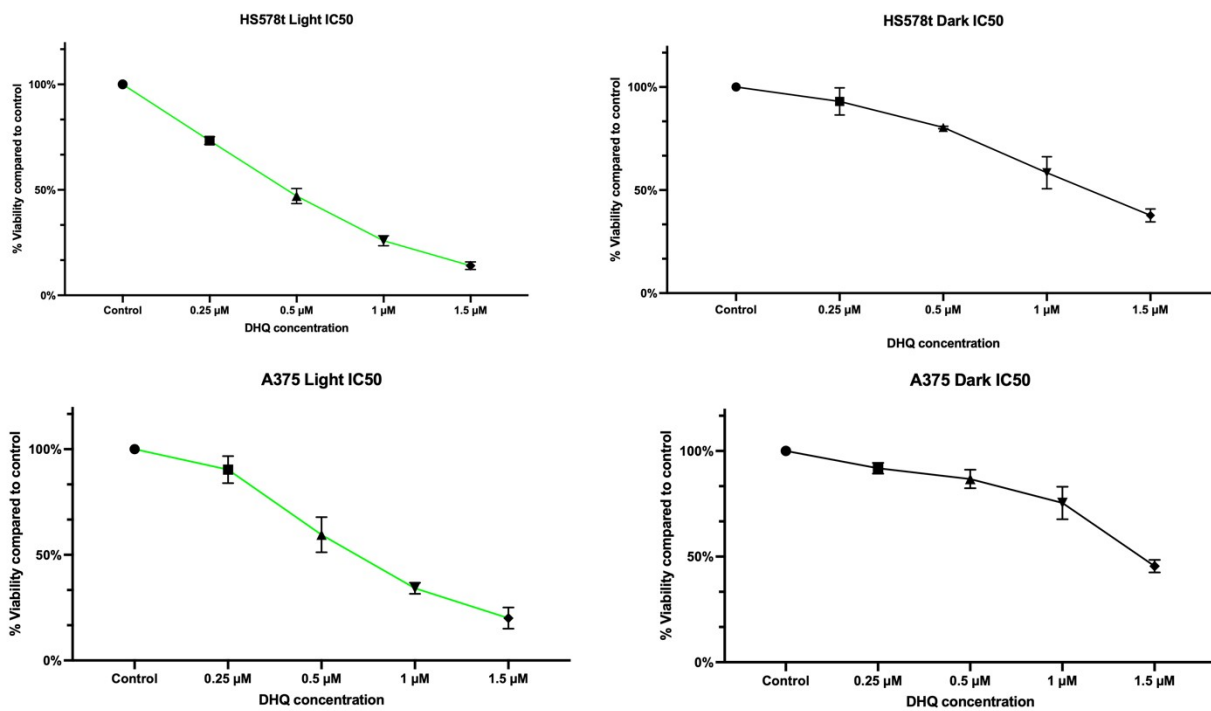 HS578t Light IC50
% Viability compared to control
100%
50%
0%
Control 0.25 µM 0.5 µM 1 µM 1.5 µM
DHQ concentration
HS578t Dark IC50
% Viability compared to control
100%
50%
0%
Control 0.25 µM 0.5 µM 1 µM 1.5 µM
DHQ concentration
A375 Light IC50
% Viability compared to control
100%
50%
0%
Control 0.25 µM 0.5 µM 1 µM 1.5 µM
DHQ concentration
A375 Dark IC50
% Viability compared to control
100%
50%
0%
Control 0.25 µM 0.5 µM 1 µM 1.5 µM
DHQ concentration